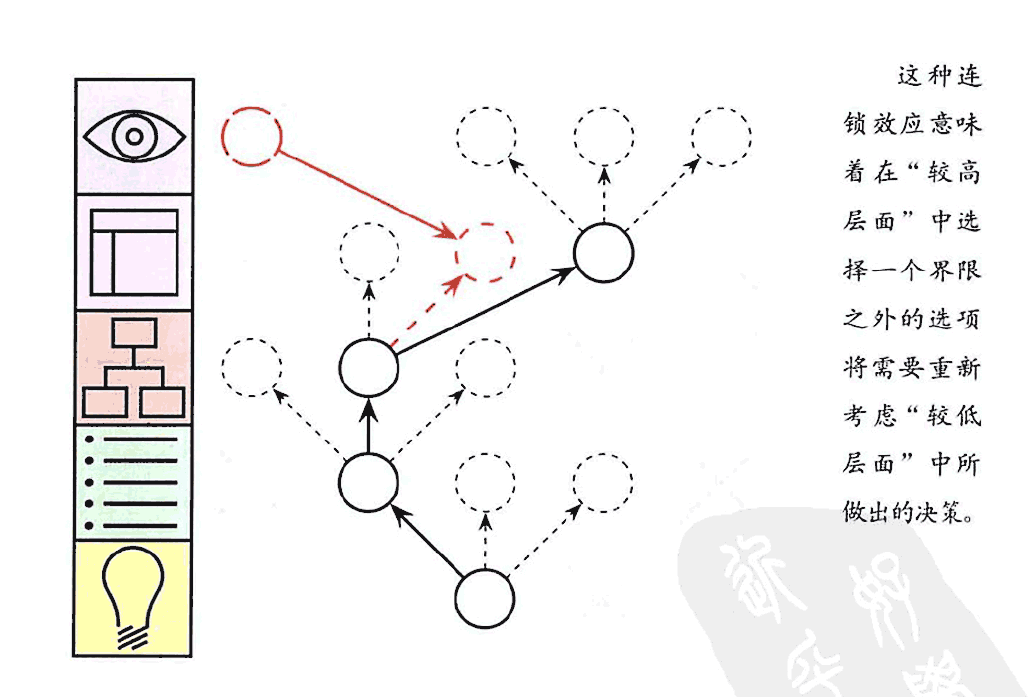 这种连
锁效应意味
着在“较高
层面”中选
择一个界限
之外的选项
将需要重新
考虑“较低
层面”中所
做出的决策。